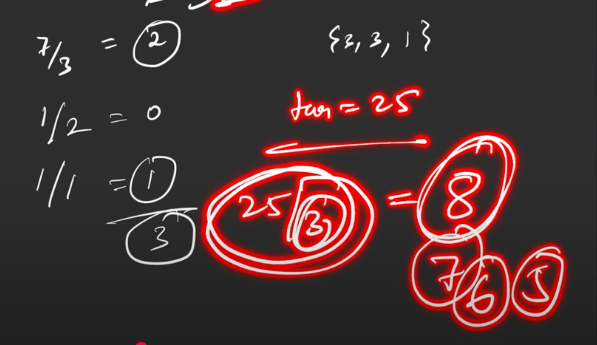 7/3 = 2
{3, 3, 1}
1/2 = 0
tar = 25
1/1 = 1
25/3 = 8
3
7 6 5